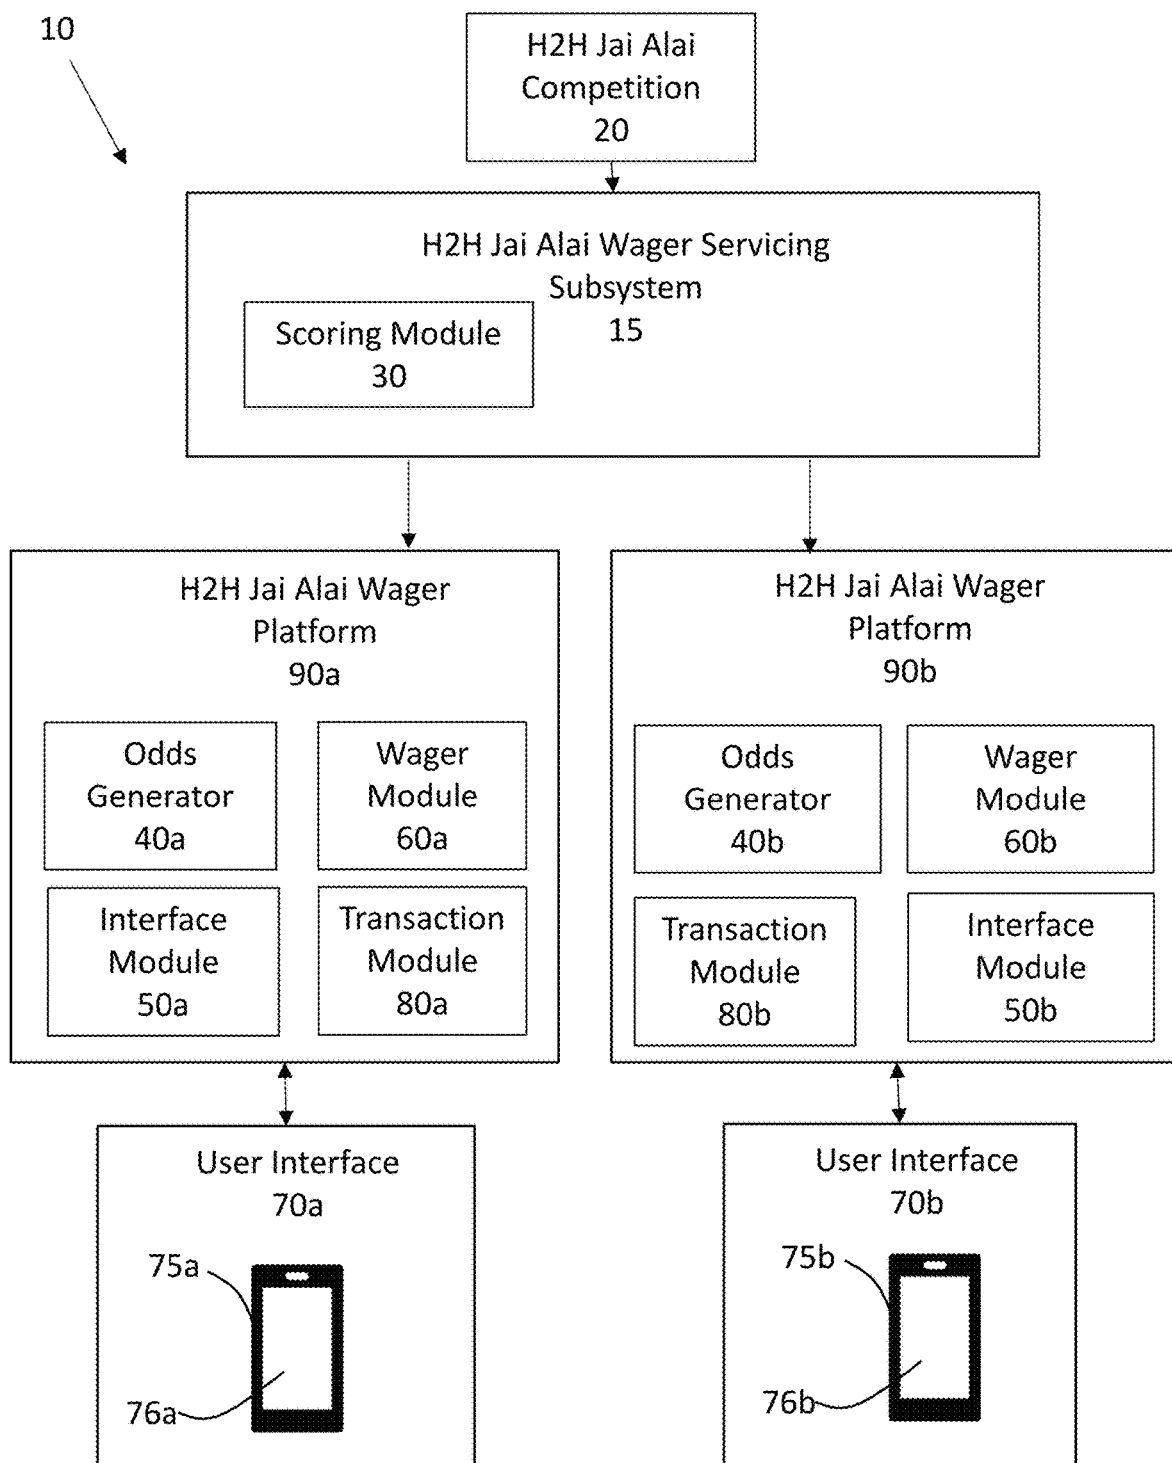 10
H2H Jai Alai
Competition
20
H2H Jai Alai Wager Servicing
Subsystem
15
Scoring Module
30
H2H Jai Alai Wager
Platform
90a
Odds
Generator
40a
Wager
Module
60a
Interface
Module
50a
Transaction
Module
80a
H2H Jai Alai Wager
Platform
90b
Odds
Generator
40b
Wager
Module
60b
Transaction
Module
80b
Interface
Module
50b
User Interface
70a
75a
76a
User Interface
70b
75b
76b